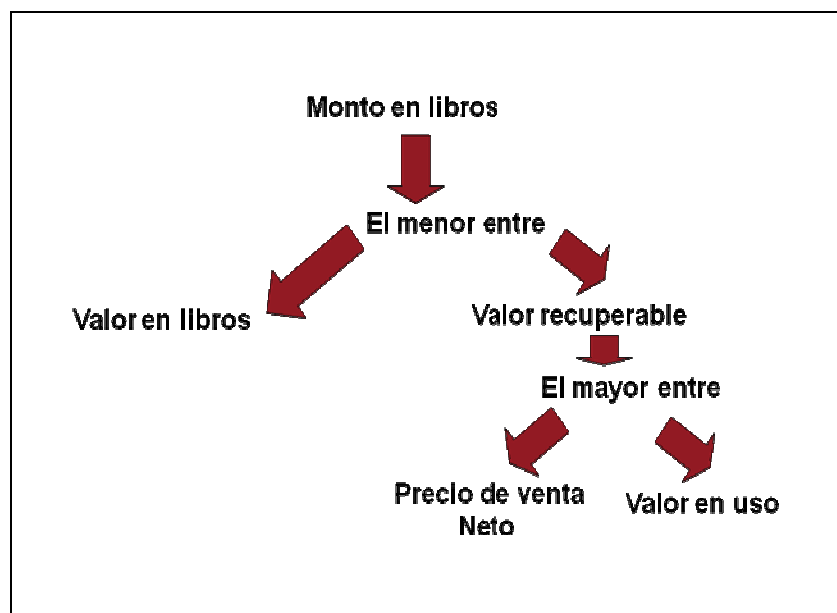 Monto en libros
El menor entre
Valor en libros
Valor recuperable
El mayor entre
Precio de venta
Neto
Valor en uso